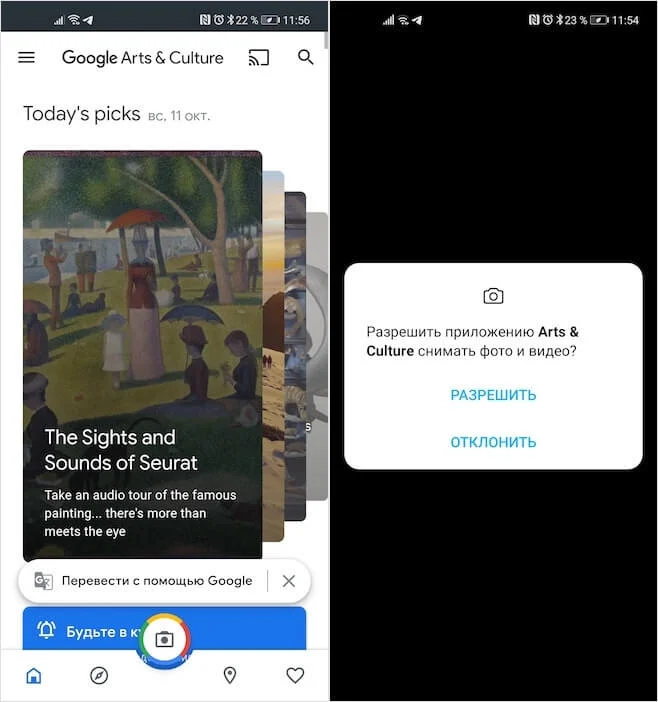 22 % 11:56
Google Arts & Culture
Today's picks вс, 11 окт.
The Sights and
Sounds of Seurat
Take an audio tour of the famous
painting... there's more than
meets the eye
s
Перевести с помощью Google
Будьте в к
23 % 11:54
Разрешить приложению Arts &
Culture снимать фото и видео?
РАЗРЕШИТЬ
ОТКЛОНИТЬ